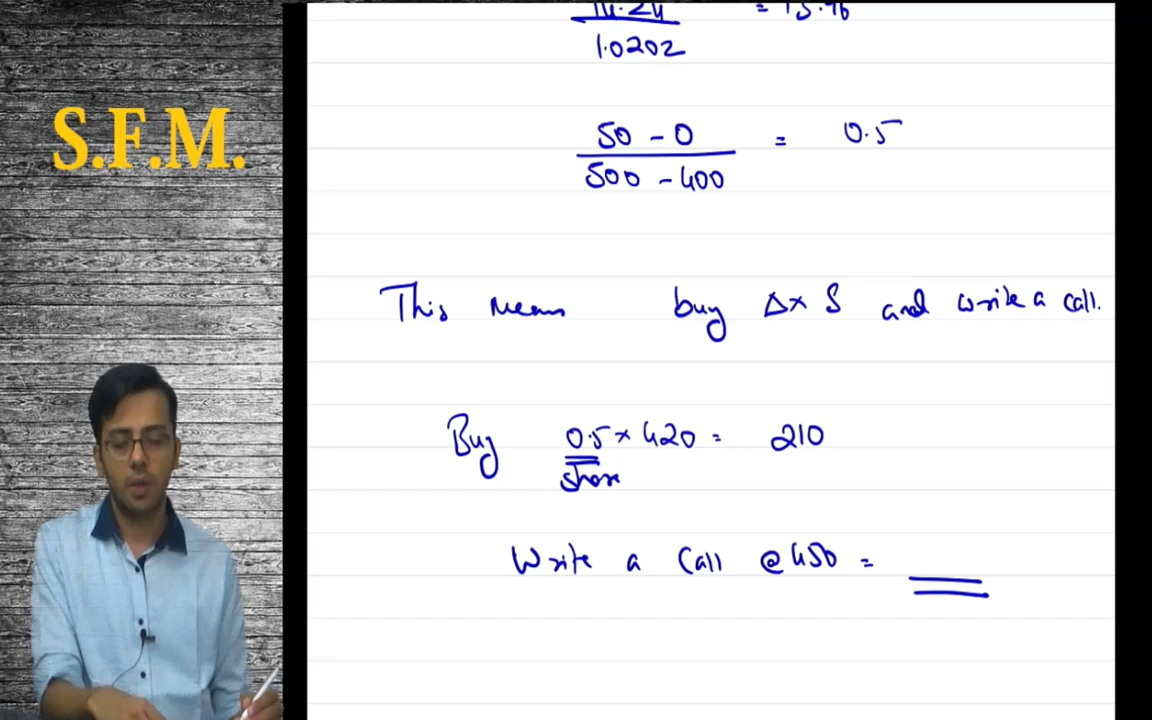 S.F.M.
1.0202
50 - 0 = 0.5
500 - 400
This means buy Δ× S and write a call.
Buy 0.5 × 420 = 210
share
Write a Call @ 450 =